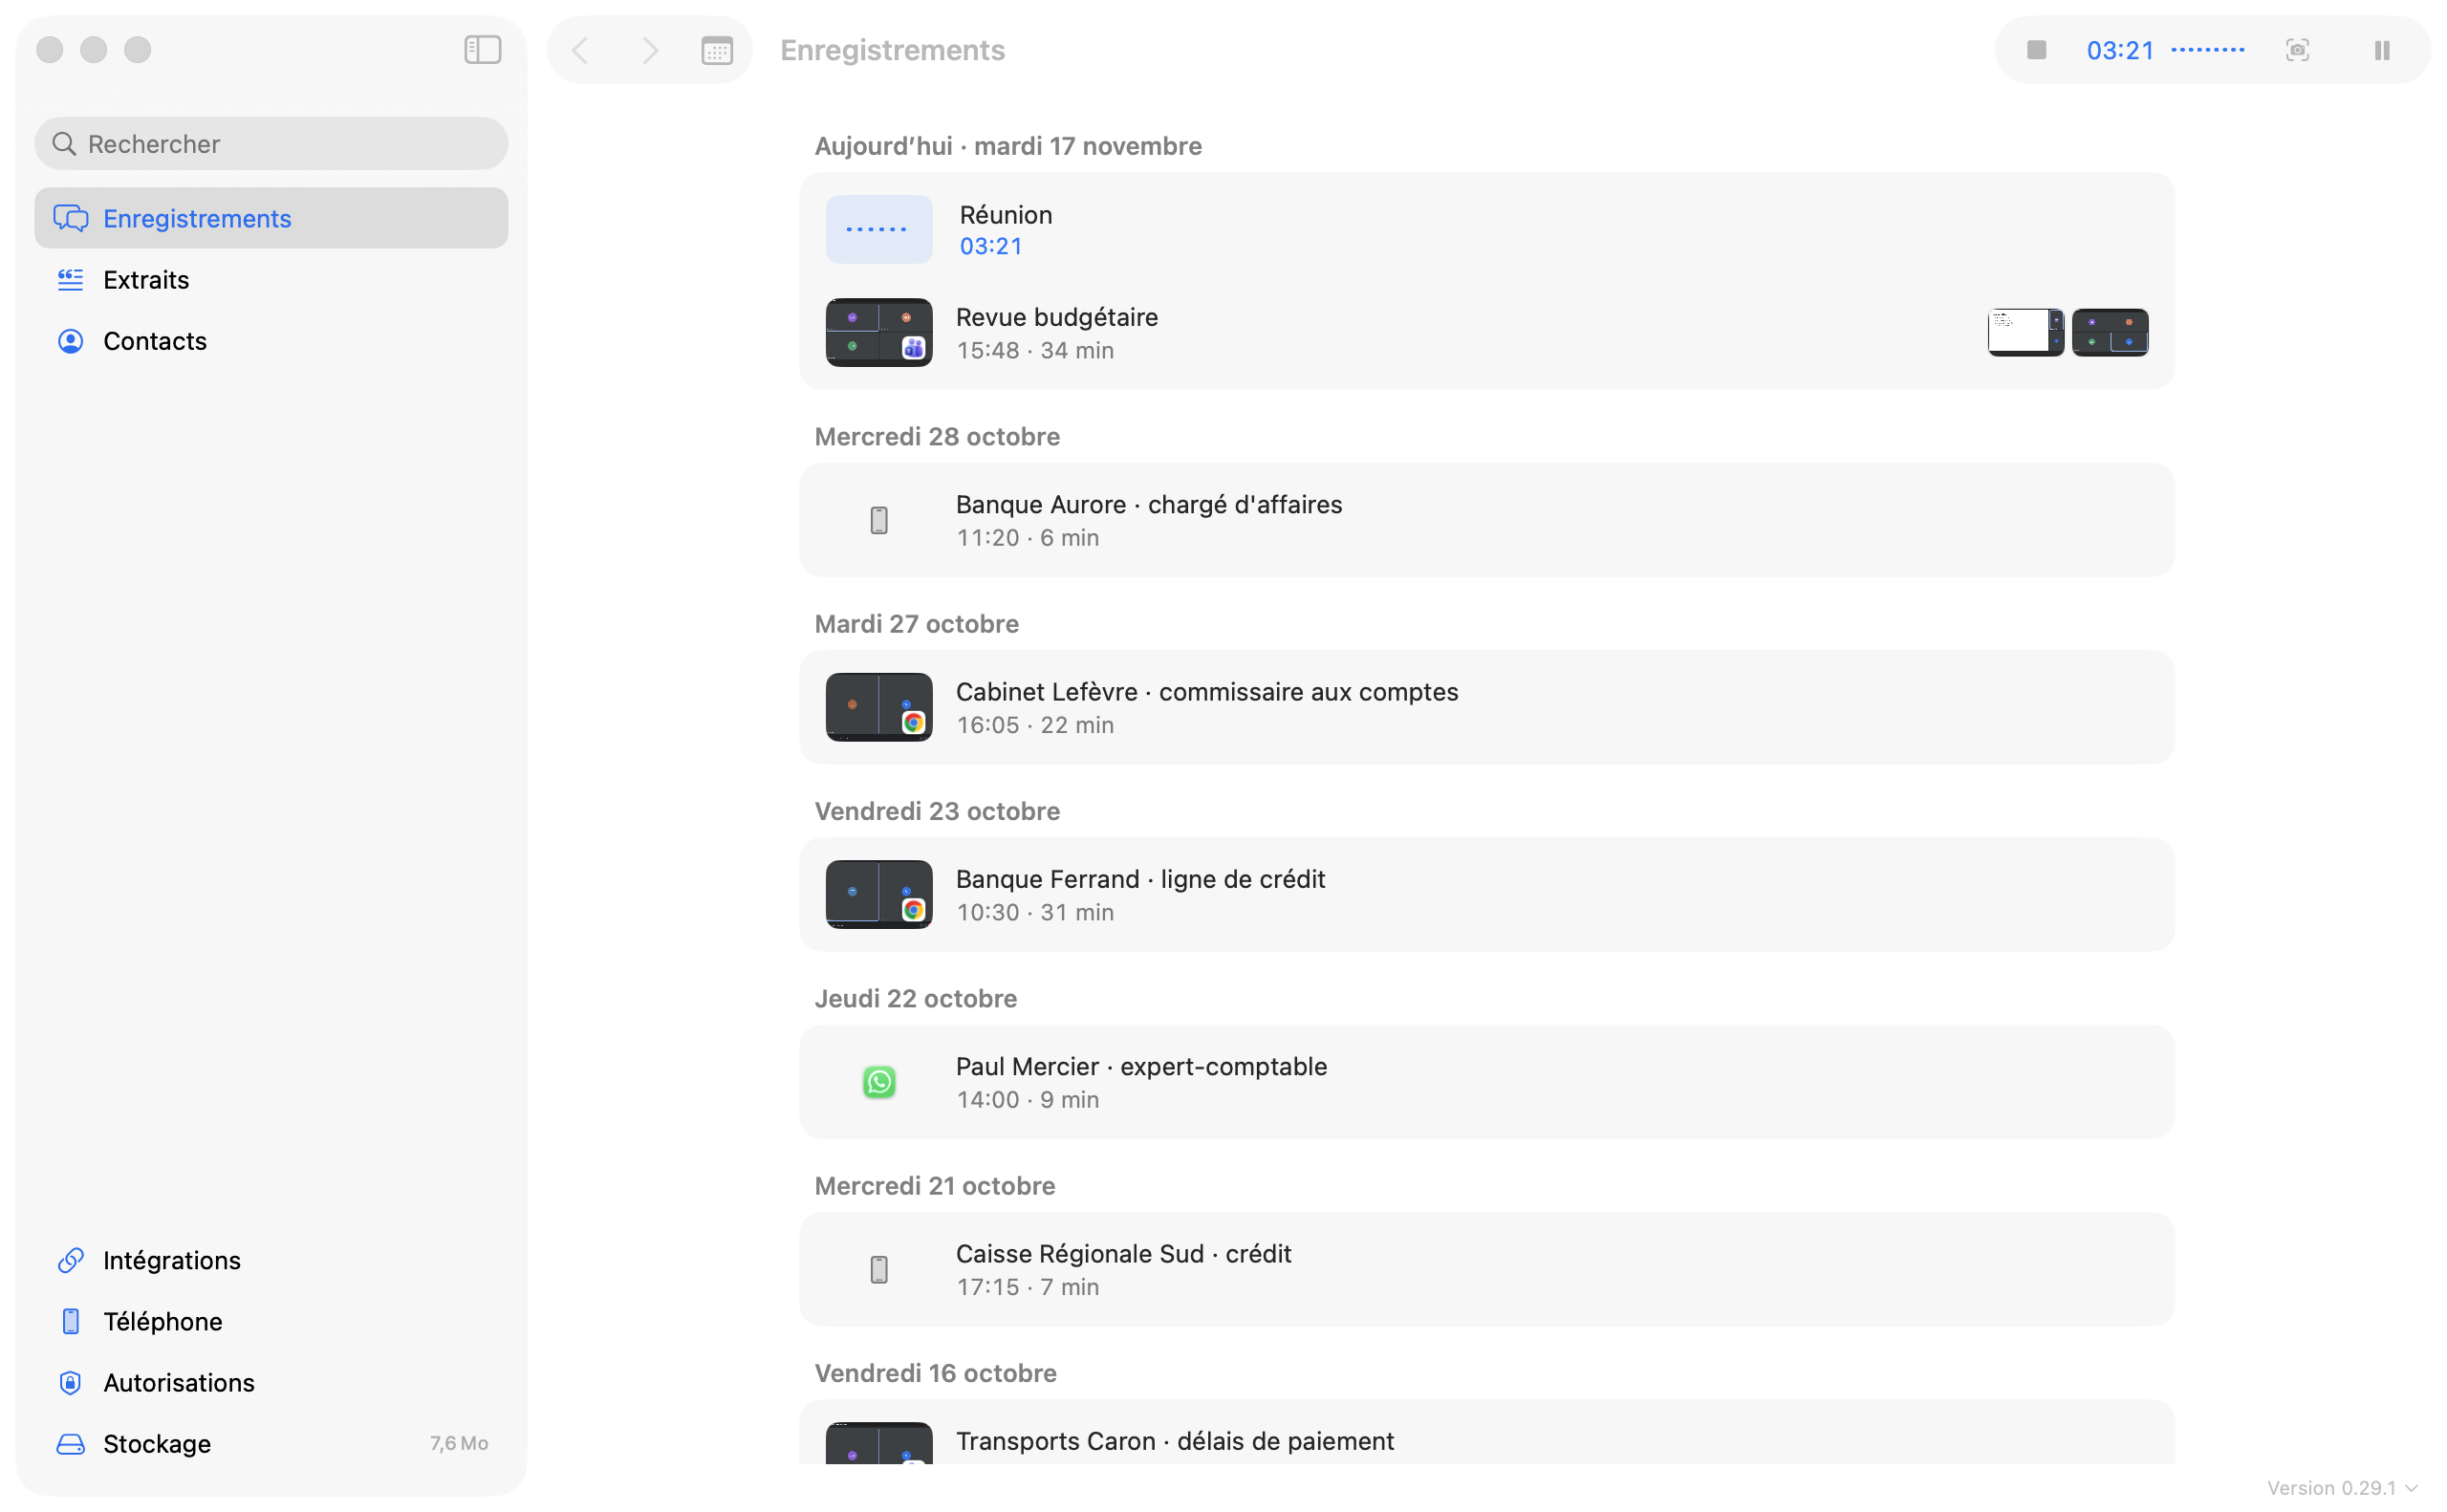 Enregistrements
03:21
Rechercher
Enregistrements
Extraits
Contacts
Aujourd’hui · mardi 17 novembre
Réunion
03:21
Revue budgétaire
15:48 · 34 min
Mercredi 28 octobre
Banque Aurore · chargé d'affaires
11:20 · 6 min
Mardi 27 octobre
Cabinet Lefèvre · commissaire aux comptes
16:05 · 22 min
Vendredi 23 octobre
Banque Ferrand · ligne de crédit
10:30 · 31 min
Jeudi 22 octobre
Paul Mercier · expert-comptable
14:00 · 9 min
Mercredi 21 octobre
Caisse Régionale Sud · crédit
17:15 · 7 min
Vendredi 16 octobre
Transports Caron · délais de paiement
Intégrations
Téléphone
Autorisations
Stockage
7,6 Mo
Version 0.29.1